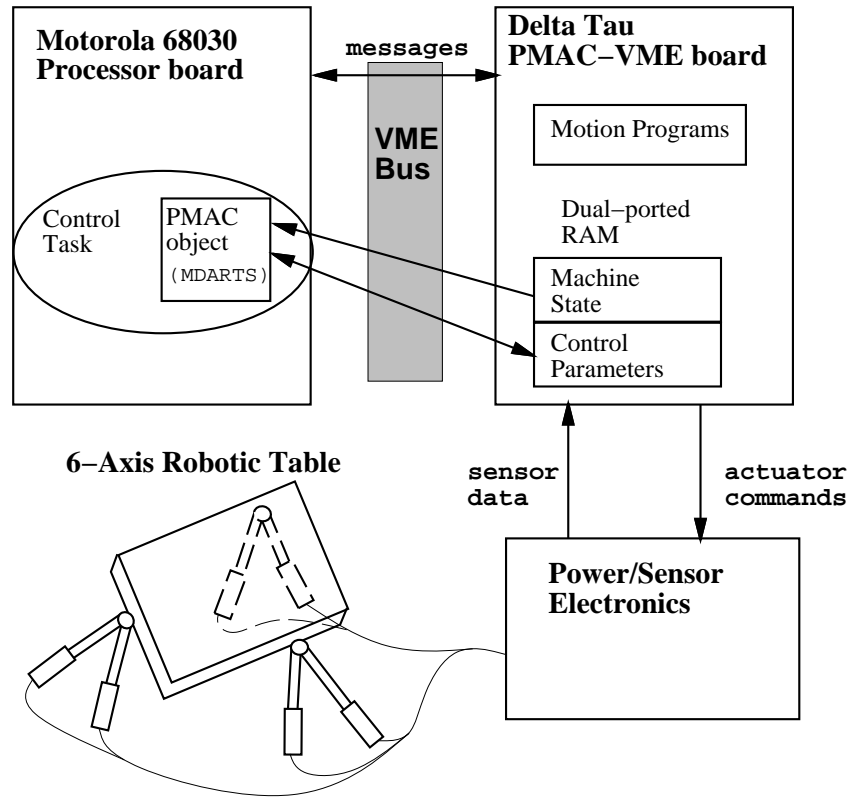 Motorola 68030
Processor board
messages
Delta Tau
PMAC–VME board
VME
Bus
Motion Programs
Control
Task
PMAC
object
(MDARTS)
Dual–ported
RAM
Machine
State
Control
Parameters
6–Axis Robotic Table
sensor
data
actuator
commands
Power/Sensor
Electronics